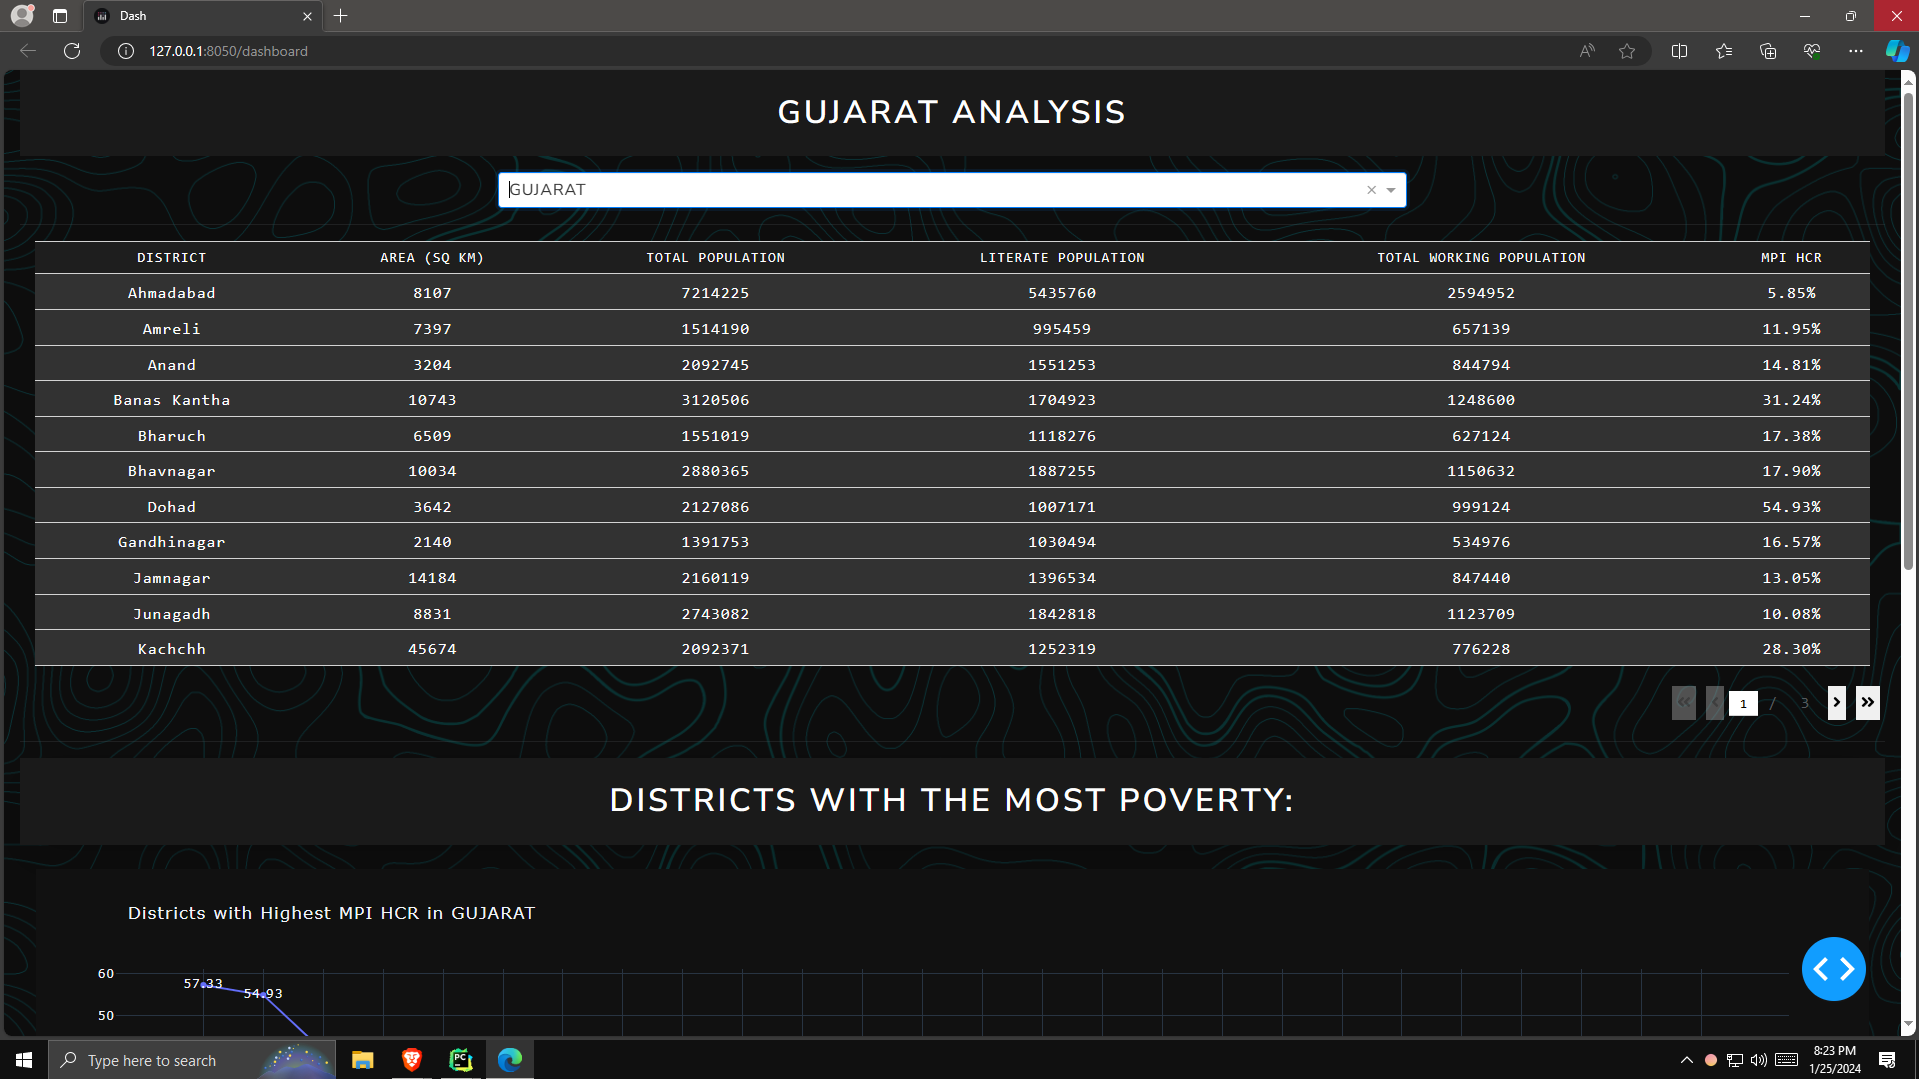 Dash
127.0.0.1:8050/dashboard
GUJARAT ANALYSIS
GUJARAT
DISTRICT AREA (SQ KM) TOTAL POPULATION LITERATE POPULATION TOTAL WORKING POPULATION MPI HCR
Ahmadabad 8107 7214225 5435760 2594952 5.85%
Amreli 7397 1514190 995459 657139 11.95%
Anand 3204 2092745 1551253 844794 14.81%
Banas Kantha 10743 3120506 1704923 1248600 31.24%
Bharuch 6509 1551019 1118276 627124 17.38%
Bhavnagar 10034 2880365 1887255 1150632 17.90%
Dohad 3642 2127086 1007171 999124 54.93%
Gandhinagar 2140 1391753 1030494 534976 16.57%
Jamnagar 14184 2160119 1396534 847440 13.05%
Junagadh 8831 2743082 1842818 1123709 10.08%
Kachchh 45674 2092371 1252319 776228 28.30%
1 / 3
DISTRICTS WITH THE MOST POVERTY:
Districts with Highest MPI HCR in GUJARAT
60
57.33
54.93
50
Type here to search
8:23 PM
1/25/2024